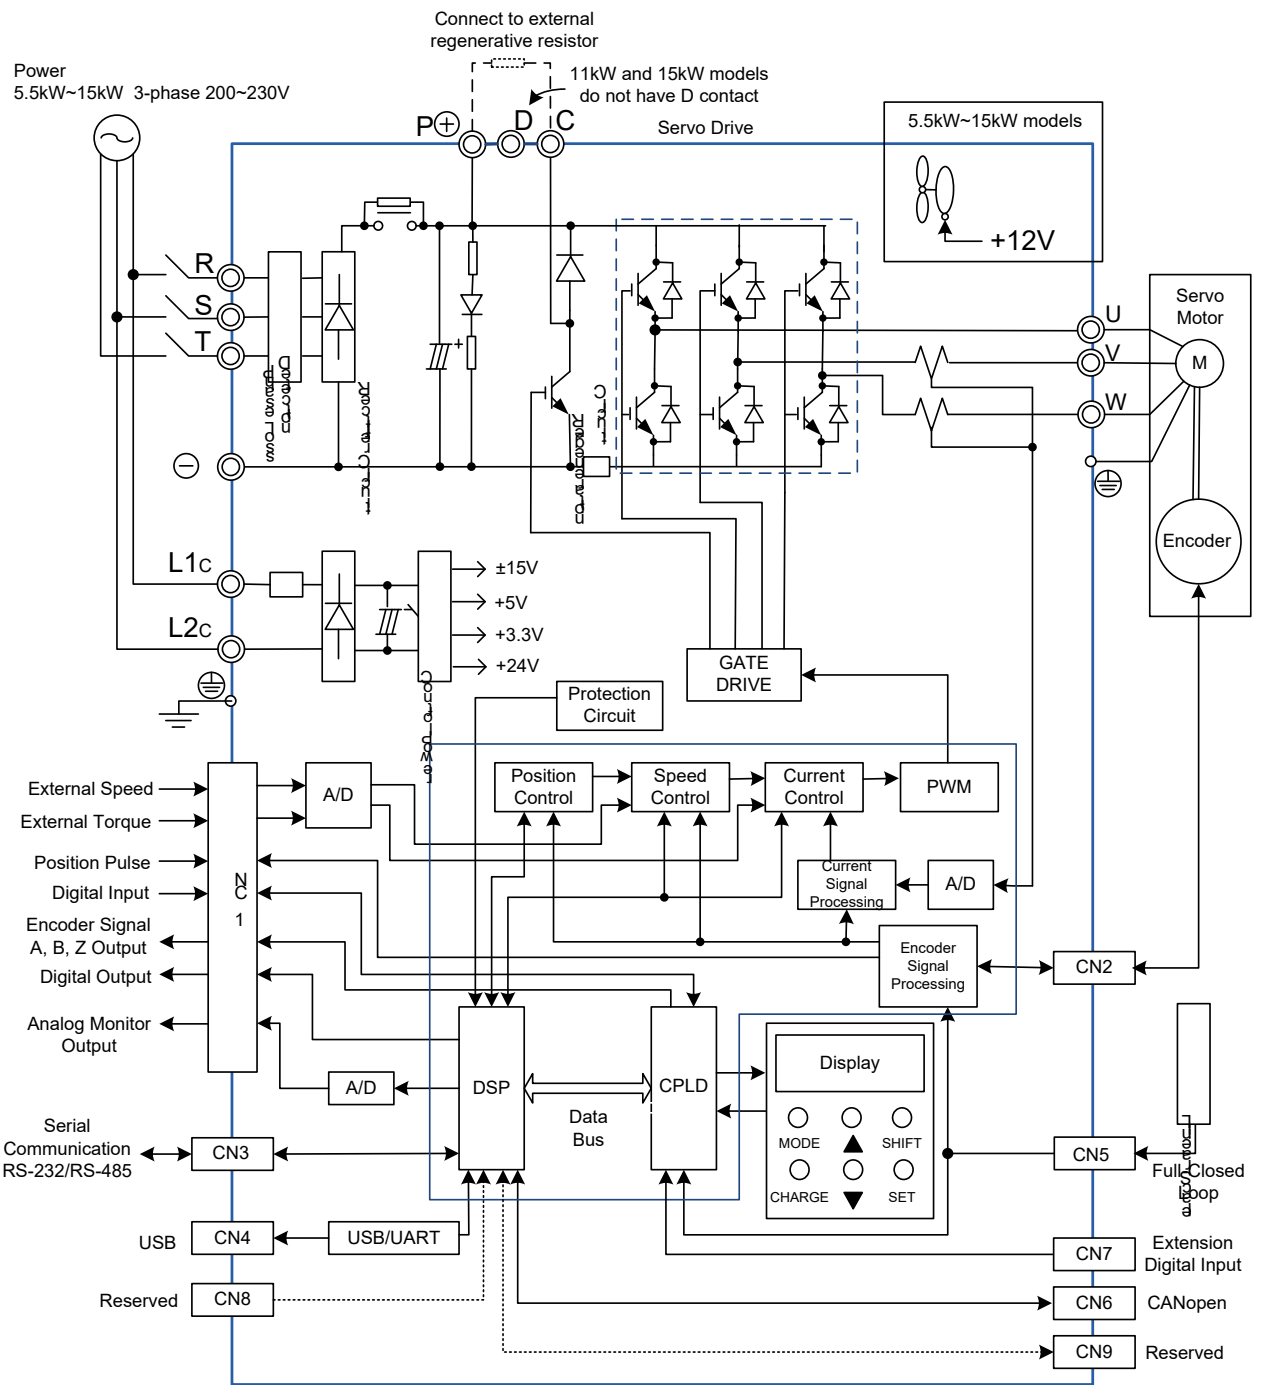 Connect to external
regenerative resistor
Power
5.5kW~15kW 3-phase 200~230V
11kW and 15kW models
do not have D contact
P
D
C
Servo Drive
5.5kW~15kW models
+12V
R
S
T
U
V
W
Servo
Motor
M
Encoder
+
L1C
L2C
±15V
+5V
+3.3V
+24V
GATE
DRIVE
Protection
Circuit
External Speed
External Torque
Position Pulse
Digital Input
Encoder Signal
A, B, Z Output
Digital Output
Analog Monitor
Output
NC
1
A/D
Position
Control
Speed
Control
Current
Control
PWM
Current
Signal
Processing
A/D
Encoder
Signal
Processing
CN2
A/D
DSP
Data
Bus
CPLD
Display
MODE
SHIFT
CHARGE
SET
Serial
Communication
RS-232/RS-485
CN3
CN5
Full-Closed
Loop
USB
CN4
USB/UART
Reserved
CN8
CN7
Extension
Digital Input
CN6
CANopen
CN9
Reserved